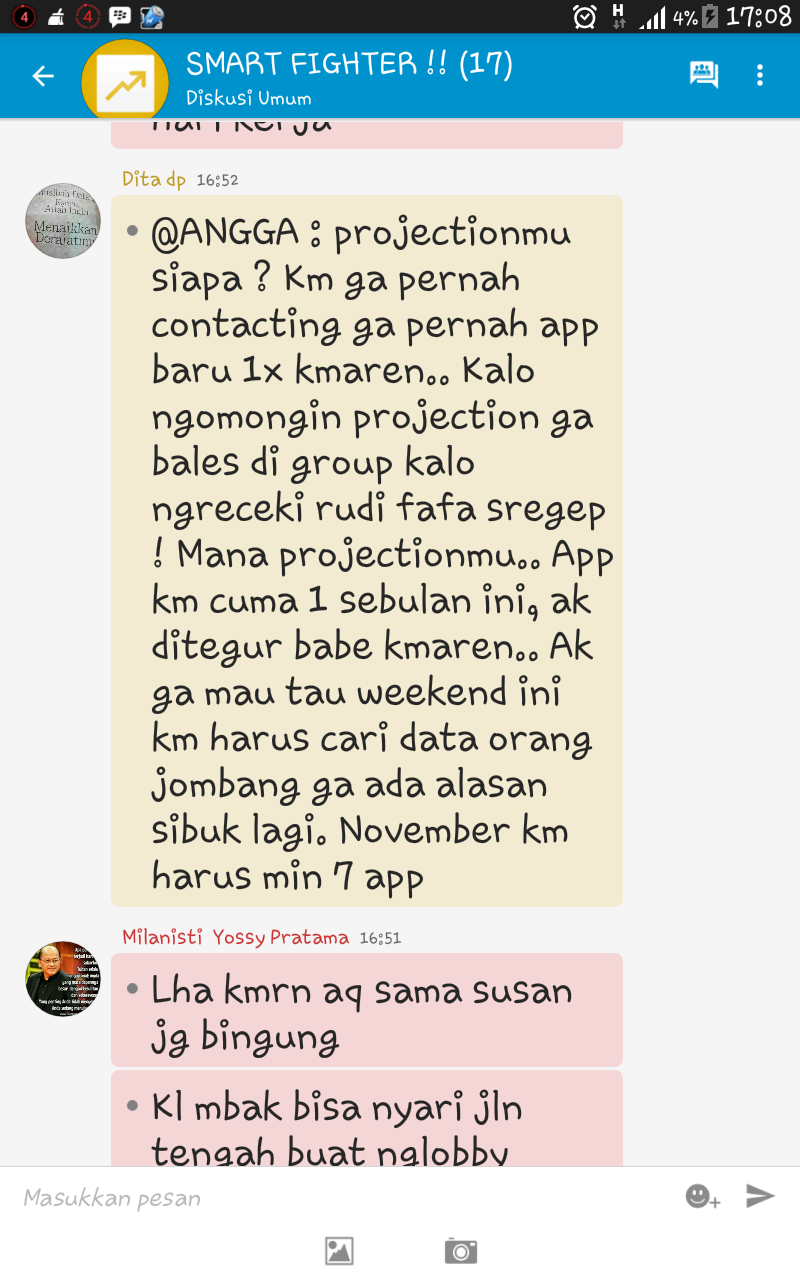 4
4
H
4%
17:08
SMART FIGHTER !! (17)
Diskusi Umum
hari kerja
Dita dp 16:52
Menaikkan
@ANGGA : projectionmu
siapa ? Km ga pernah
contacting ga pernah app
baru 1x kmaren.. Kalo
ngomongin projection ga
bales di group kalo
ngreceki rudi fafa sregep
! Mana projectionmu.. App
km cuma 1 sebulan ini, ak
ditegur babe kmaren.. Ak
ga mau tau weekend ini
km harus cari data orang
jombang ga ada alasan
sibuk lagi. November km
harus min 7 app
Milanisti Yossy Pratama 16:51
Lha kmrn aq sama susan
jg bingung
Kl mbak bisa nyari jln
tengah buat nglobby
Masukkan pesan